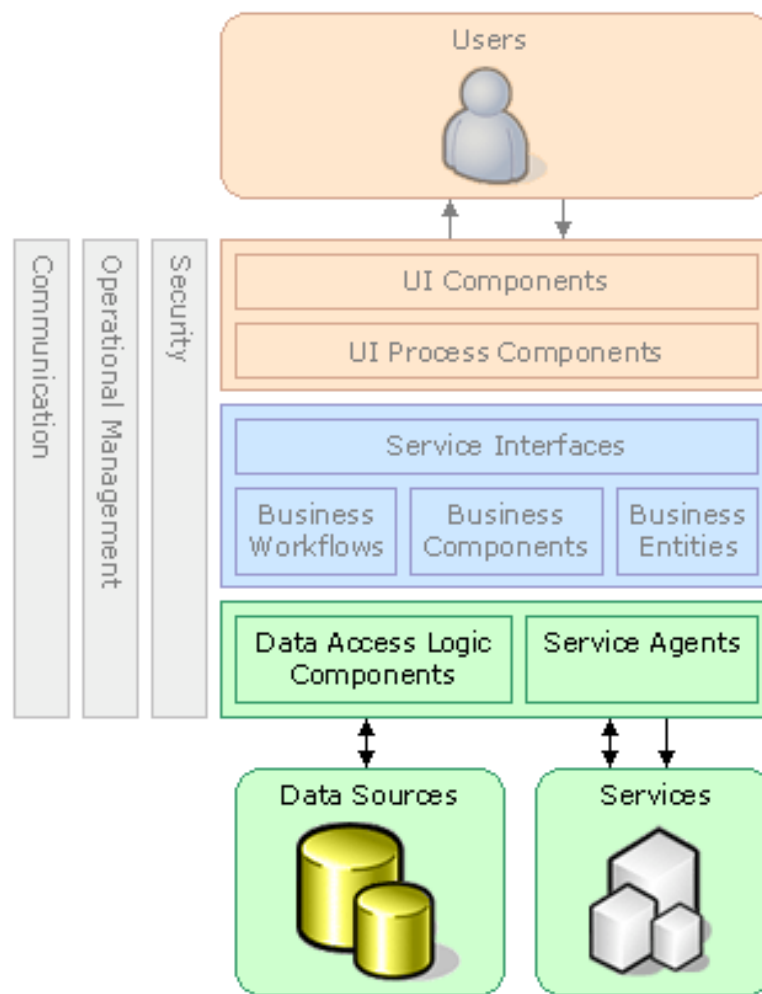 Users
Communication
Operational Management
Security
UI Components
UI Process Components
Service Interfaces
Business
Workflows
Business
Components
Business
Entities
Data Access Logic
Components
Service Agents
Data Sources
Services